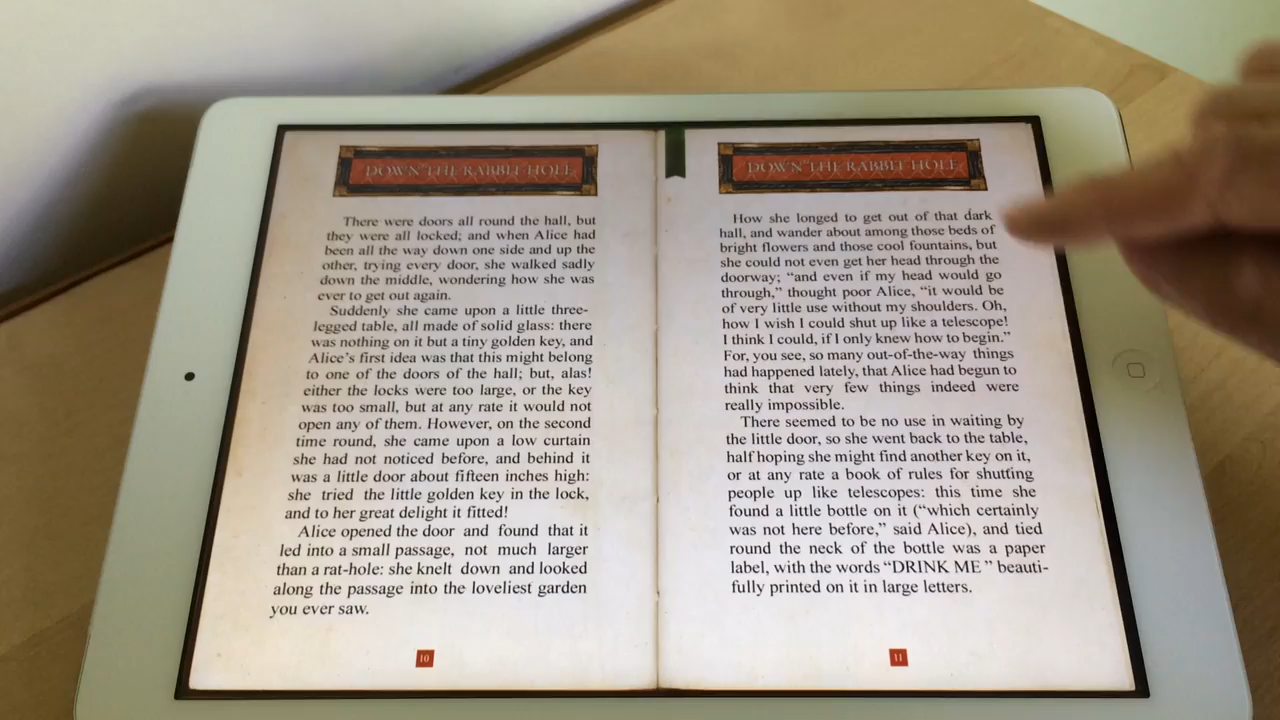 DOWN THE RABBIT HOLE
There were doors all round the hall, but
they were all locked; and when Alice had
been all the way down one side and up the
other, trying every door, she walked sadly
down the middle, wondering how she was
ever to get out again.
Suddenly she came upon a little three-
legged table, all made of solid glass: there
was nothing on it but a tiny golden key, and
Alice's first idea was that this might belong
to one of the doors of the hall; but, alas!
either the locks were too large, or the key
was too small, but at any rate it would not
open any of them. However, on the second
time round, she came upon a low curtain
she had not noticed before, and behind it
was a little door about fifteen inches high:
she tried the little golden key in the lock,
and to her great delight it fitted!
Alice opened the door and found that it
led into a small passage, not much larger
than a rat-hole: she knelt down and looked
along the passage into the loveliest garden
you ever saw.
10
DOWN THE RABBIT HOLE
How she longed to get out of that dark
hall, and wander about among those beds of
bright flowers and those cool fountains, but
she could not even get her head through the
doorway; “and even if my head would go
through,” thought poor Alice, “it would be
of very little use without my shoulders. Oh,
how I wish I could shut up like a telescope!
I think I could, if I only knew how to begin.”
For, you see, so many out-of-the-way things
had happened lately, that Alice had begun to
think that very few things indeed were
really impossible.
There seemed to be no use in waiting by
the little door, so she went back to the table,
half hoping she might find another key on it,
or at any rate a book of rules for shutting
people up like telescopes: this time she
found a little bottle on it (“which certainly
was not here before,” said Alice), and tied
round the neck of the bottle was a paper
label, with the words “DRINK ME” beauti-
fully printed on it in large letters.
11